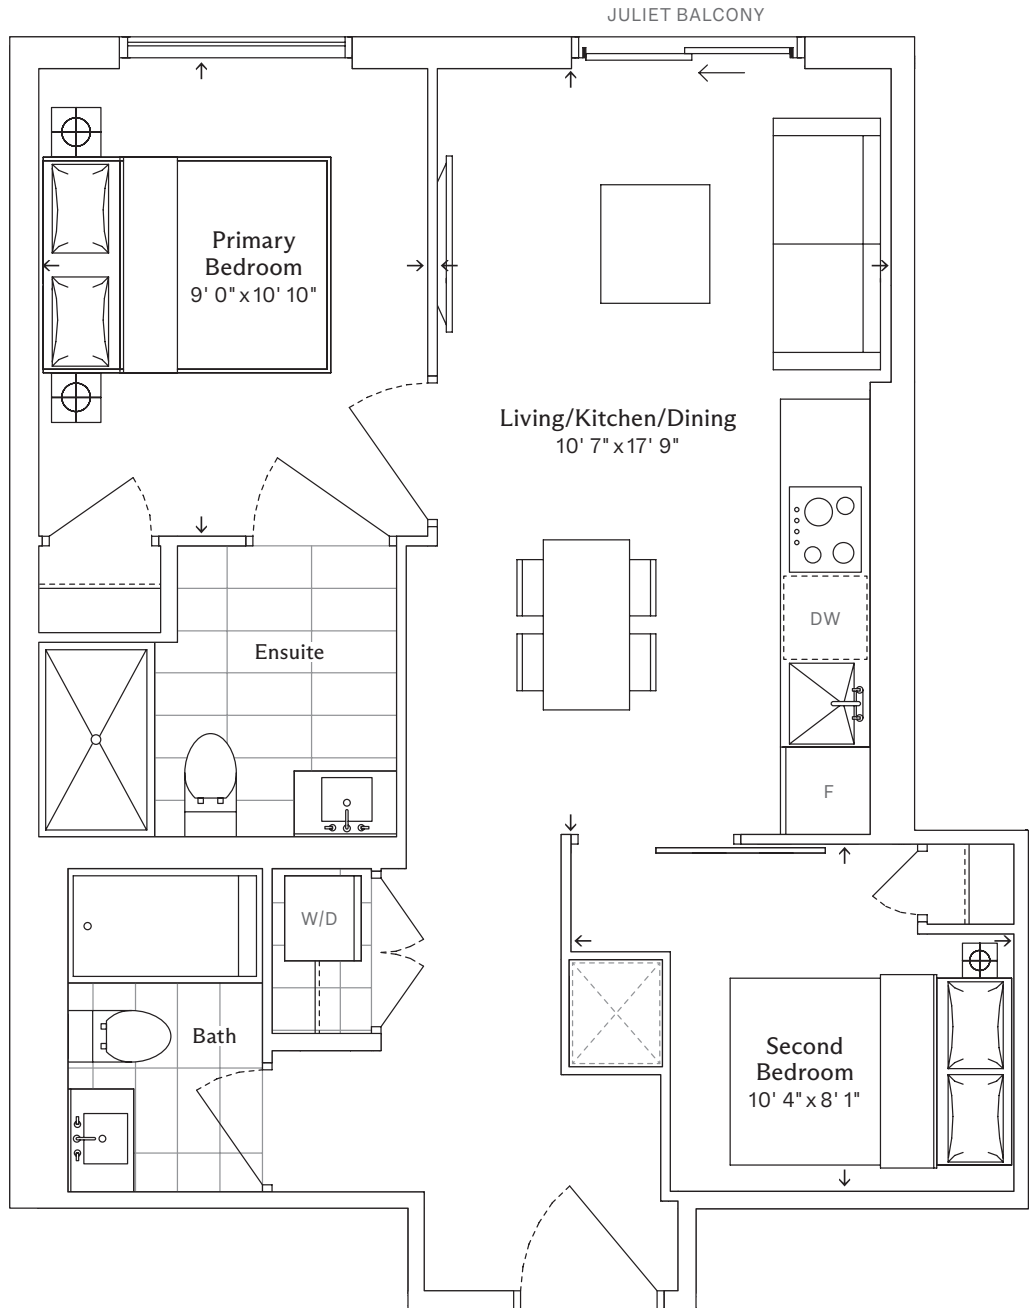 JULIET BALCONY
Primary
Bedroom
9' 0" x 10' 10"
Living/Kitchen/Dining
10' 7" x 17' 9"
DW
Ensuite
F
W/D
Bath
Second
Bedroom
10' 4" x 8' 1"